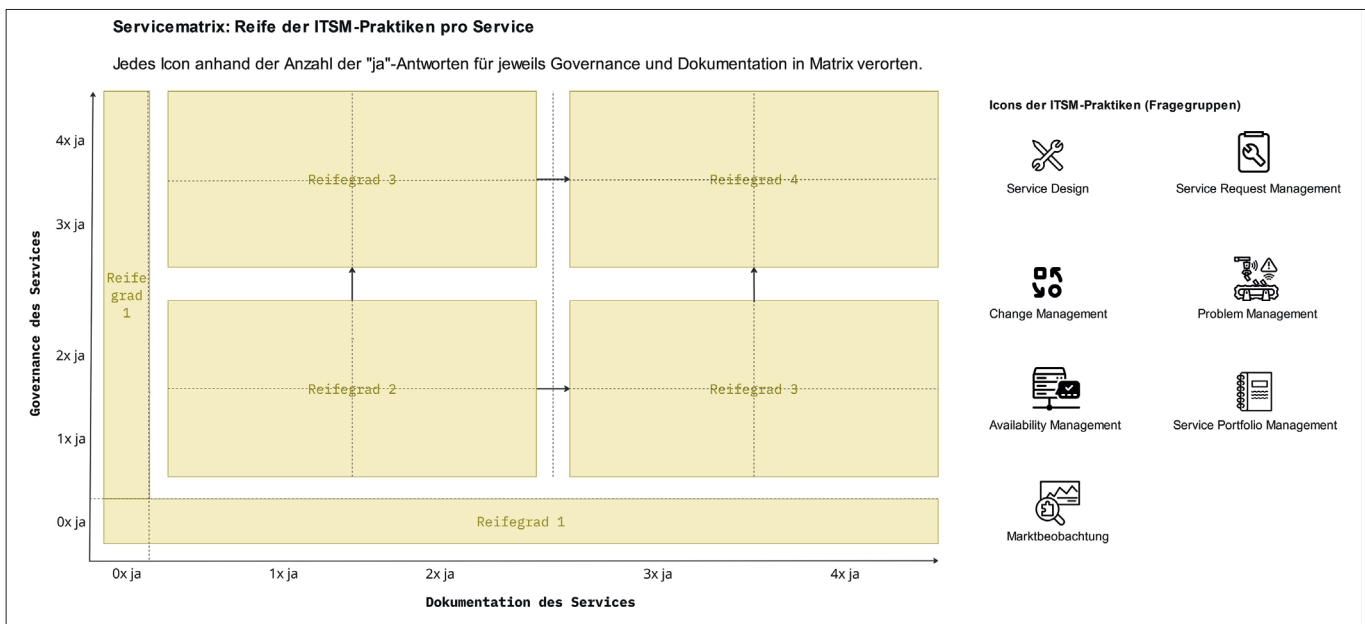 Servicematrix: Reife der ITSM-Praktiken pro Service
Jedes Icon anhand der Anzahl der "ja"-Antworten für jeweils Governance und Dokumentation in Matrix verorten.
Governance des Services
4x ja
3x ja
2x ja
1x ja
0x ja
Reife
grad
1
Reifegrad 3
Reifegrad 4
Reifegrad 2
Reifegrad 3
Reifegrad 1
0x ja
1x ja
2x ja
3x ja
4x ja
Dokumentation des Services
Icons der ITSM-Praktiken (Fragegruppen)
Service Design
Service Request Management
Change Management
Problem Management
Availability Management
Service Portfolio Management
Marktbeobachtung